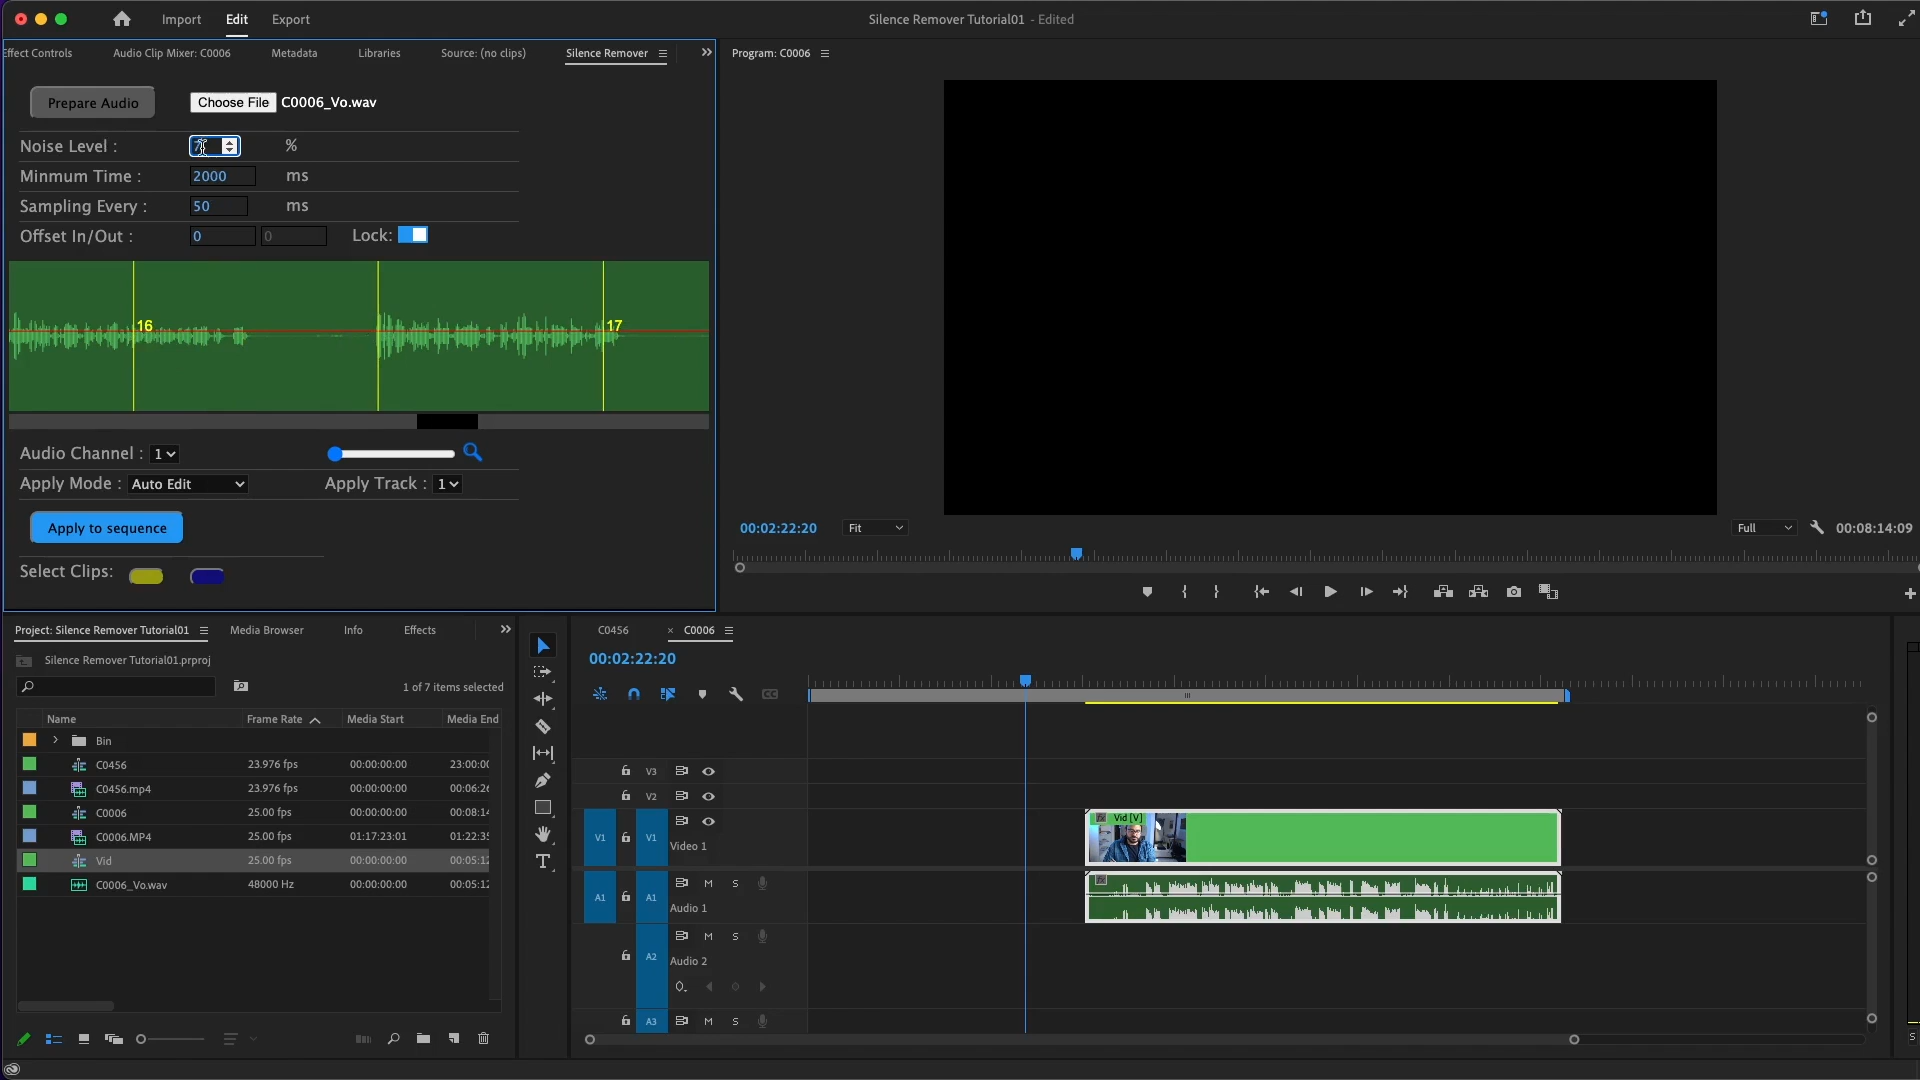 Import
Edit
Export
Silence Remover Tutorial01 - Edited
Effect Controls
Audio Clip Mixer: C0006
Metadata
Libraries
Source: (no clips)
Silence Remover
Program: C0006
Prepare Audio
Choose File C0006_Vo.wav
Noise Level :
%
Minmum Time :
2000
ms
Sampling Every :
50
ms
Offset In/Out :
0
0
Lock:
16
17
Audio Channel :
1
Apply Mode :
Auto Edit
Apply Track :
1
Apply to sequence
Select Clips:
00:02:22:20
Fit
Full
00:08:14:09
Project: Silence Remover Tutorial01
Media Browser
Info
Effects
Silence Remover Tutorial01.prproj
1 of 7 items selected
Name
Frame Rate
Media Start
Media End
Bin
C0456
23.976 fps
00:00:00:00
23:00:00
C0456.mp4
23.976 fps
00:00:00:00
00:06:26
C0006
25.00 fps
00:00:00:00
00:08:14
C0006.MP4
25.00 fps
01:17:23:01
01:22:35
Vid
25.00 fps
00:00:00:00
00:05:12
C0006_Vo.wav
48000 Hz
00:00:00:00
00:05:12
C0456
× C0006
00:02:22:20
CC
V3
V2
V1
V1
Video 1
A1
A1
M
S
Audio 1
A2
M
S
Audio 2
A3
M
S
fx
Vid [V]
fx
S